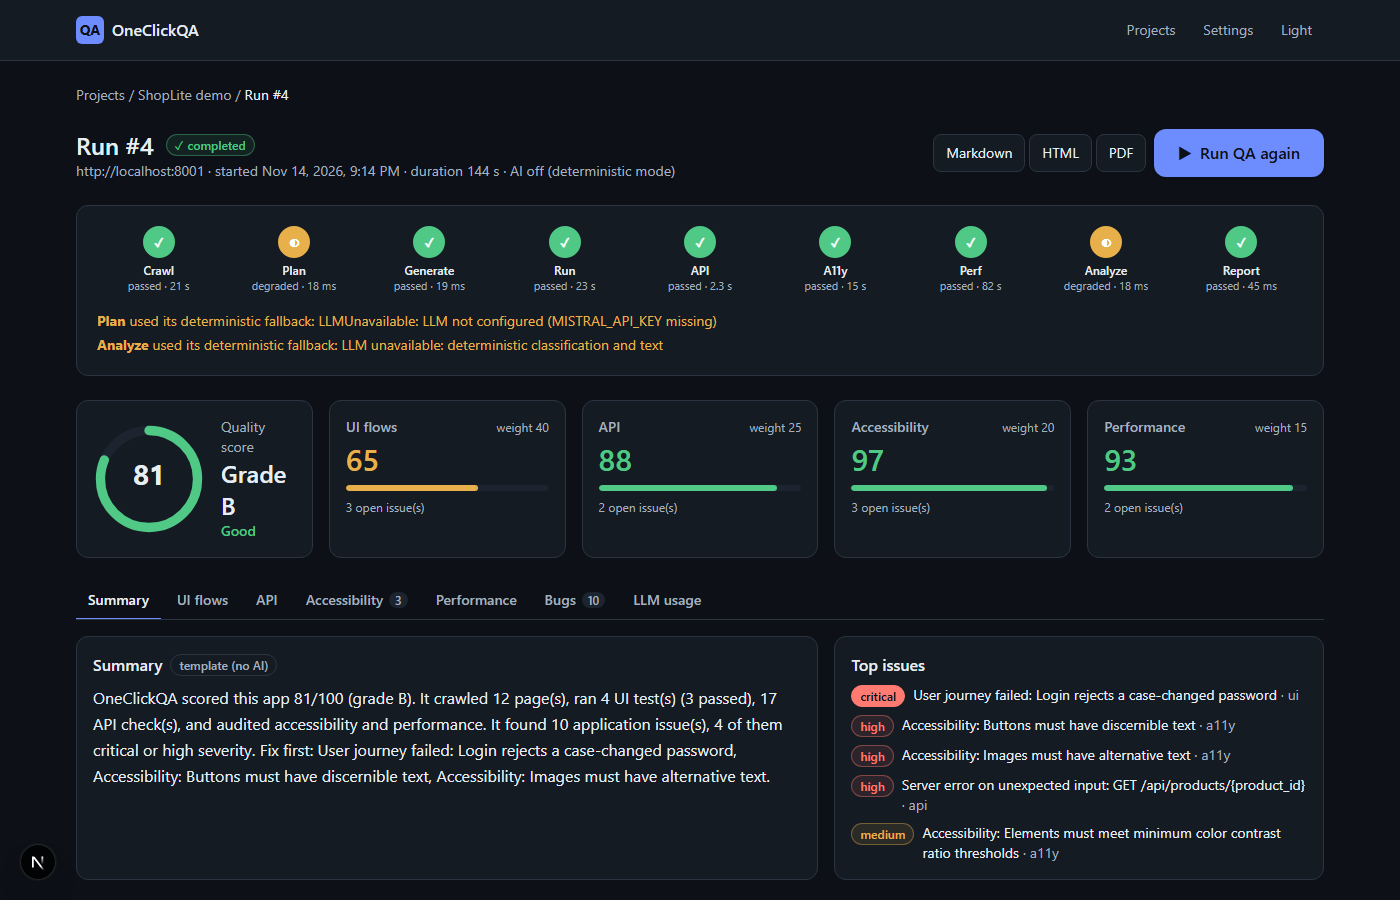 QA OneClickQA
Projects Settings Light
Projects / ShopLite demo / Run #4
Run #4 ✓ completed
http://localhost:8001 · started Nov 14, 2026, 9:14 PM · duration 144 s · AI off (deterministic mode)
Markdown HTML PDF ▶ Run QA again
Crawl
passed · 21 s
Plan
degraded · 18 ms
Generate
passed · 19 ms
Run
passed · 23 s
API
passed · 2.3 s
A11y
passed · 15 s
Perf
passed · 82 s
Analyze
degraded · 18 ms
Report
passed · 45 ms
Plan used its deterministic fallback: LLMUnavailable: LLM not configured (MISTRAL_API_KEY missing)
Analyze used its deterministic fallback: LLM unavailable: deterministic classification and text
81
Quality
score
Grade
B
Good
UI flows weight 40
65
3 open issue(s)
API weight 25
88
2 open issue(s)
Accessibility weight 20
97
3 open issue(s)
Performance weight 15
93
2 open issue(s)
Summary UI flows API Accessibility 3 Performance Bugs 10 LLM usage
Summary template (no AI)
OneClickQA scored this app 81/100 (grade B). It crawled 12 page(s), ran 4 UI test(s) (3 passed), 17
API check(s), and audited accessibility and performance. It found 10 application issue(s), 4 of them
critical or high severity. Fix first: User journey failed: Login rejects a case-changed password,
Accessibility: Buttons must have discernible text, Accessibility: Images must have alternative text.
Top issues
critical User journey failed: Login rejects a case-changed password · ui
high Accessibility: Buttons must have discernible text · a11y
high Accessibility: Images must have alternative text · a11y
high Server error on unexpected input: GET /api/products/{product_id}
· api
medium Accessibility: Elements must meet minimum color contrast
ratio thresholds · a11y
N